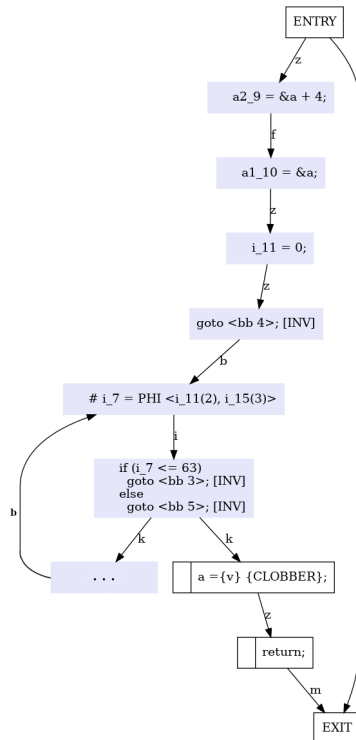 ENTRY
z
a2_9 = &a + 4;
f
a1_10 = &a;
z
i_11 = 0;
z
goto <bb 4>; [INV]
b
# i_7 = PHI <i_11(2), i_15(3)>
i
if (i_7 <= 63)
goto <bb 3>; [INV]
else
goto <bb 5>; [INV]
b
k
k
...
a ={v} {CLOBBER};
z
return;
m
EXIT